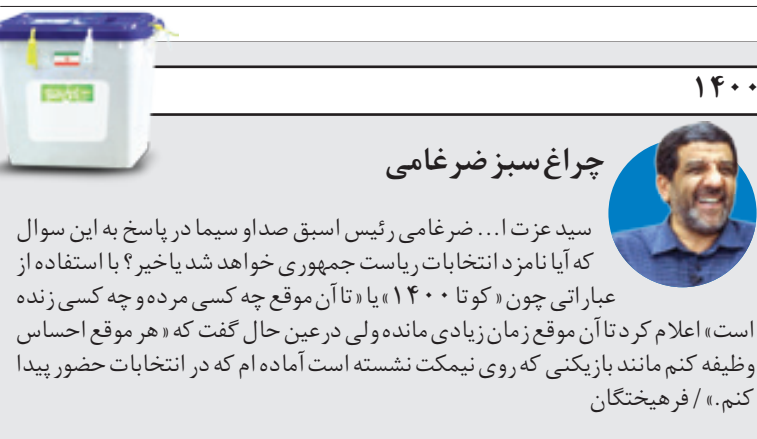 ۱۴۰۰
چراغ سبز ضرغامی
سید عزت ا... ضرغامی رئیس اسبق صداو سیما در پاسخ به این سوال
که آیا نامزد انتخابات ریاست جمهوری خواهد شد یا خیر؟ با استفاده از
عباراتی چون «کو تا ۱۴۰۰» یا «تا آن موقع چه کسی مرده و چه کسی زنده
است» اعلام کرد تا آن موقع زمان زیادی مانده ولی در عین حال گفت که «هر موقع احساس
وظیفه کنم مانند بازیکنی که روی نیمکت نشسته است آماده ام که در انتخابات حضور پیدا
کنم.» / فرهیختگان